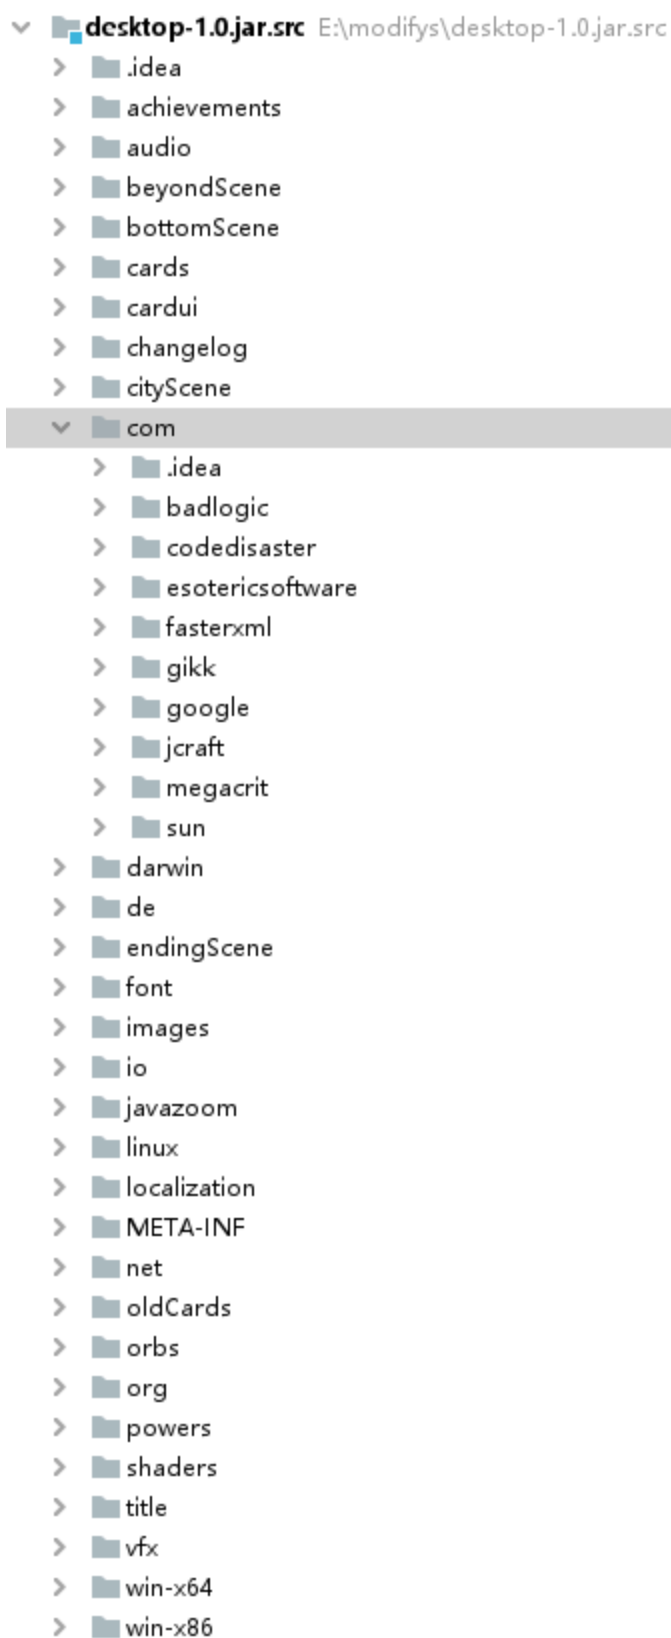 desktop-1.0.jar.src E:\modifys\desktop-1.0.jar.src
.idea
achievements
audio
beyondScene
bottomScene
cards
cardui
changelog
cityScene
com
.idea
badlogic
codedisaster
esotericsoftware
fasterxml
gikk
google
jcraft
megacrit
sun
darwin
de
endingScene
font
images
io
javazoom
linux
localization
META-INF
net
oldCards
orbs
org
powers
shaders
title
vfx
win-x64
win-x86